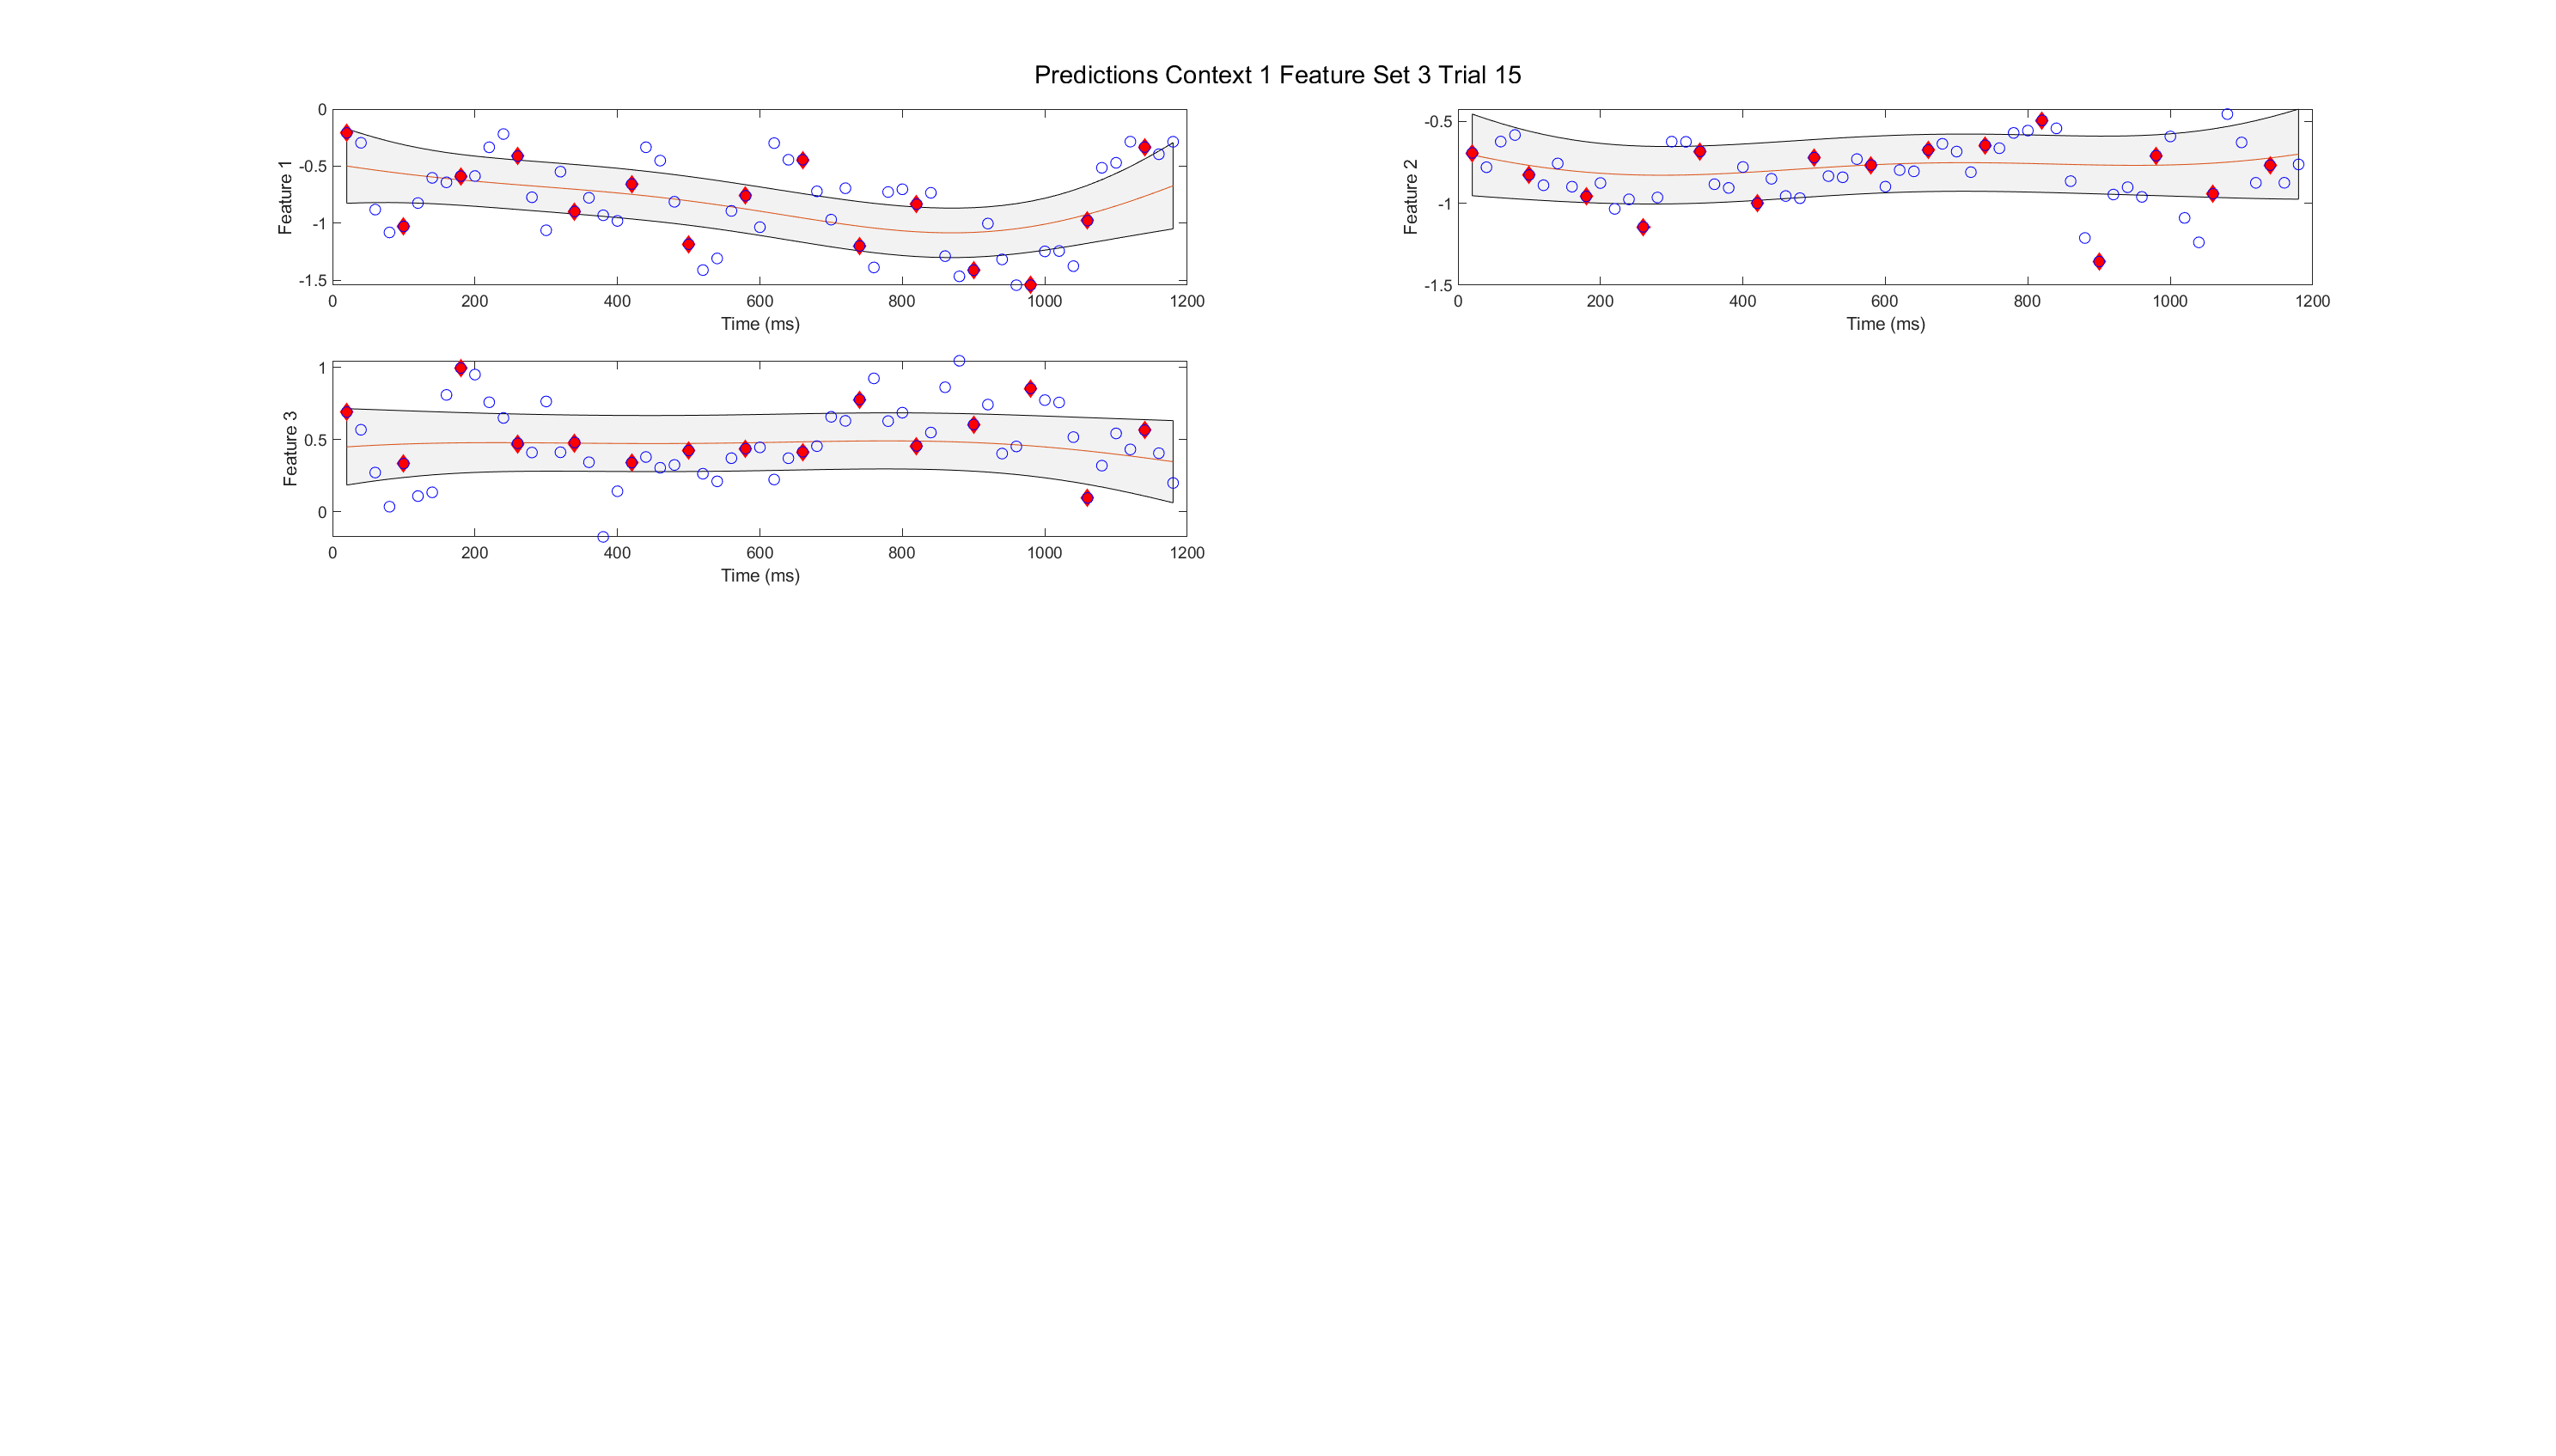 Predictions Context 1 Feature Set 3 Trial 15
0
-0.5
-1
-1.5
Feature 1
0 200 400 600 800 1000 1200
Time (ms)
-0.5
-1
-1.5
Feature 2
0 200 400 600 800 1000 1200
Time (ms)
1
0.5
0
Feature 3
0 200 400 600 800 1000 1200
Time (ms)